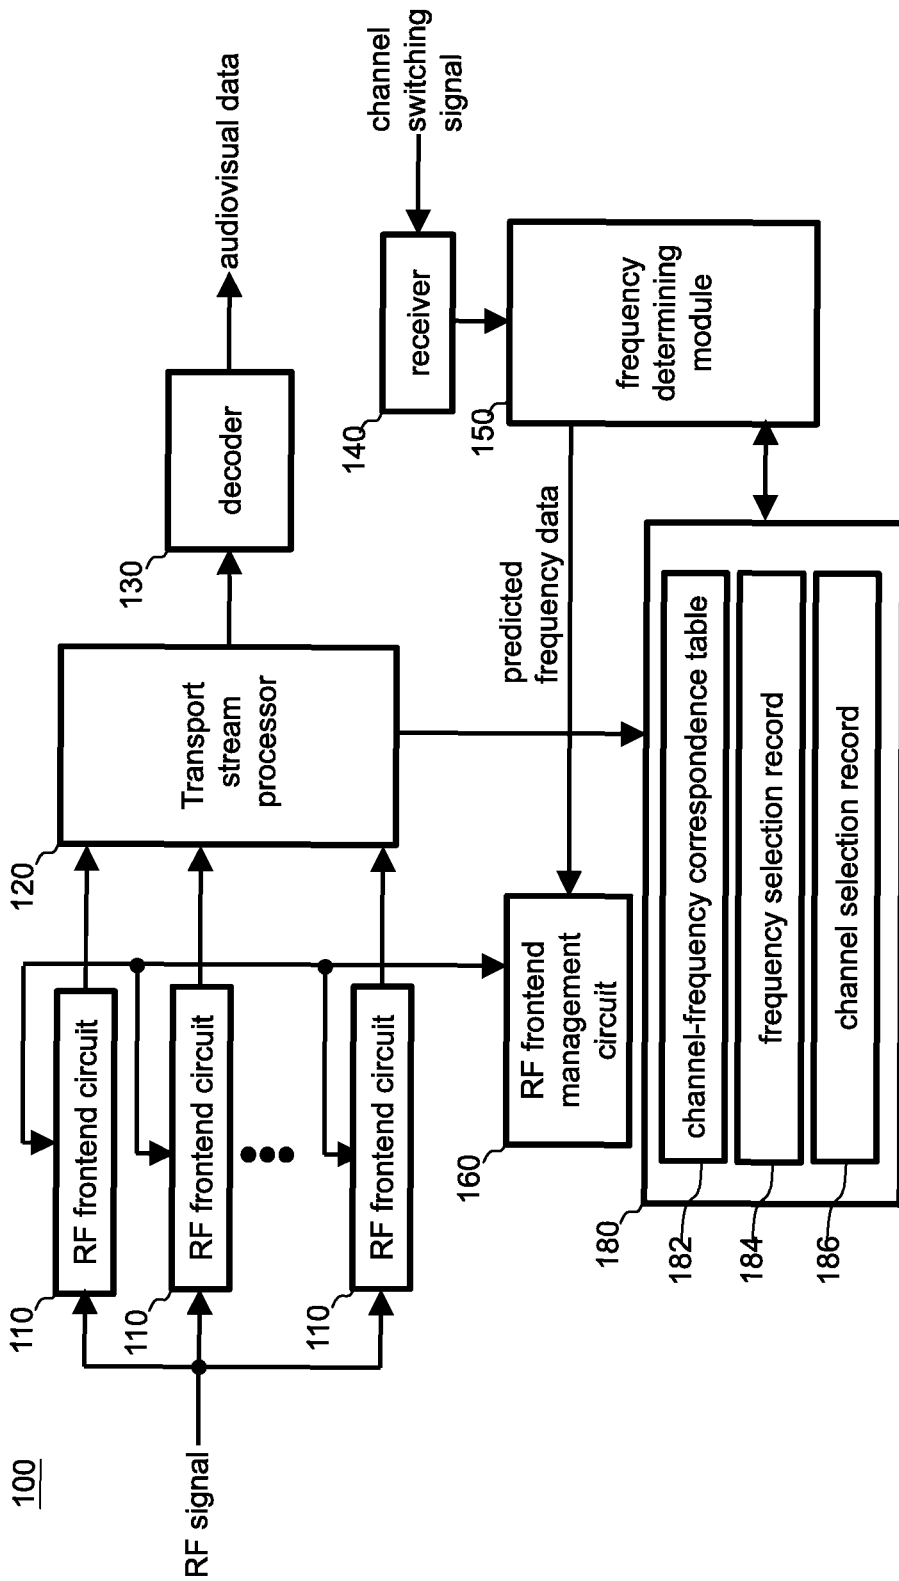 100
RF signal
110
RF frontend circuit
110
RF frontend circuit
110
RF frontend circuit
120
Transport
stream
processor
130
decoder
audiovisual data
channel
switching
signal
140
receiver
150
frequency
determining
module
predicted
frequency data
160
RF frontend
management
circuit
180
182
channel-frequency correspondence table
184
frequency selection record
186
channel selection record